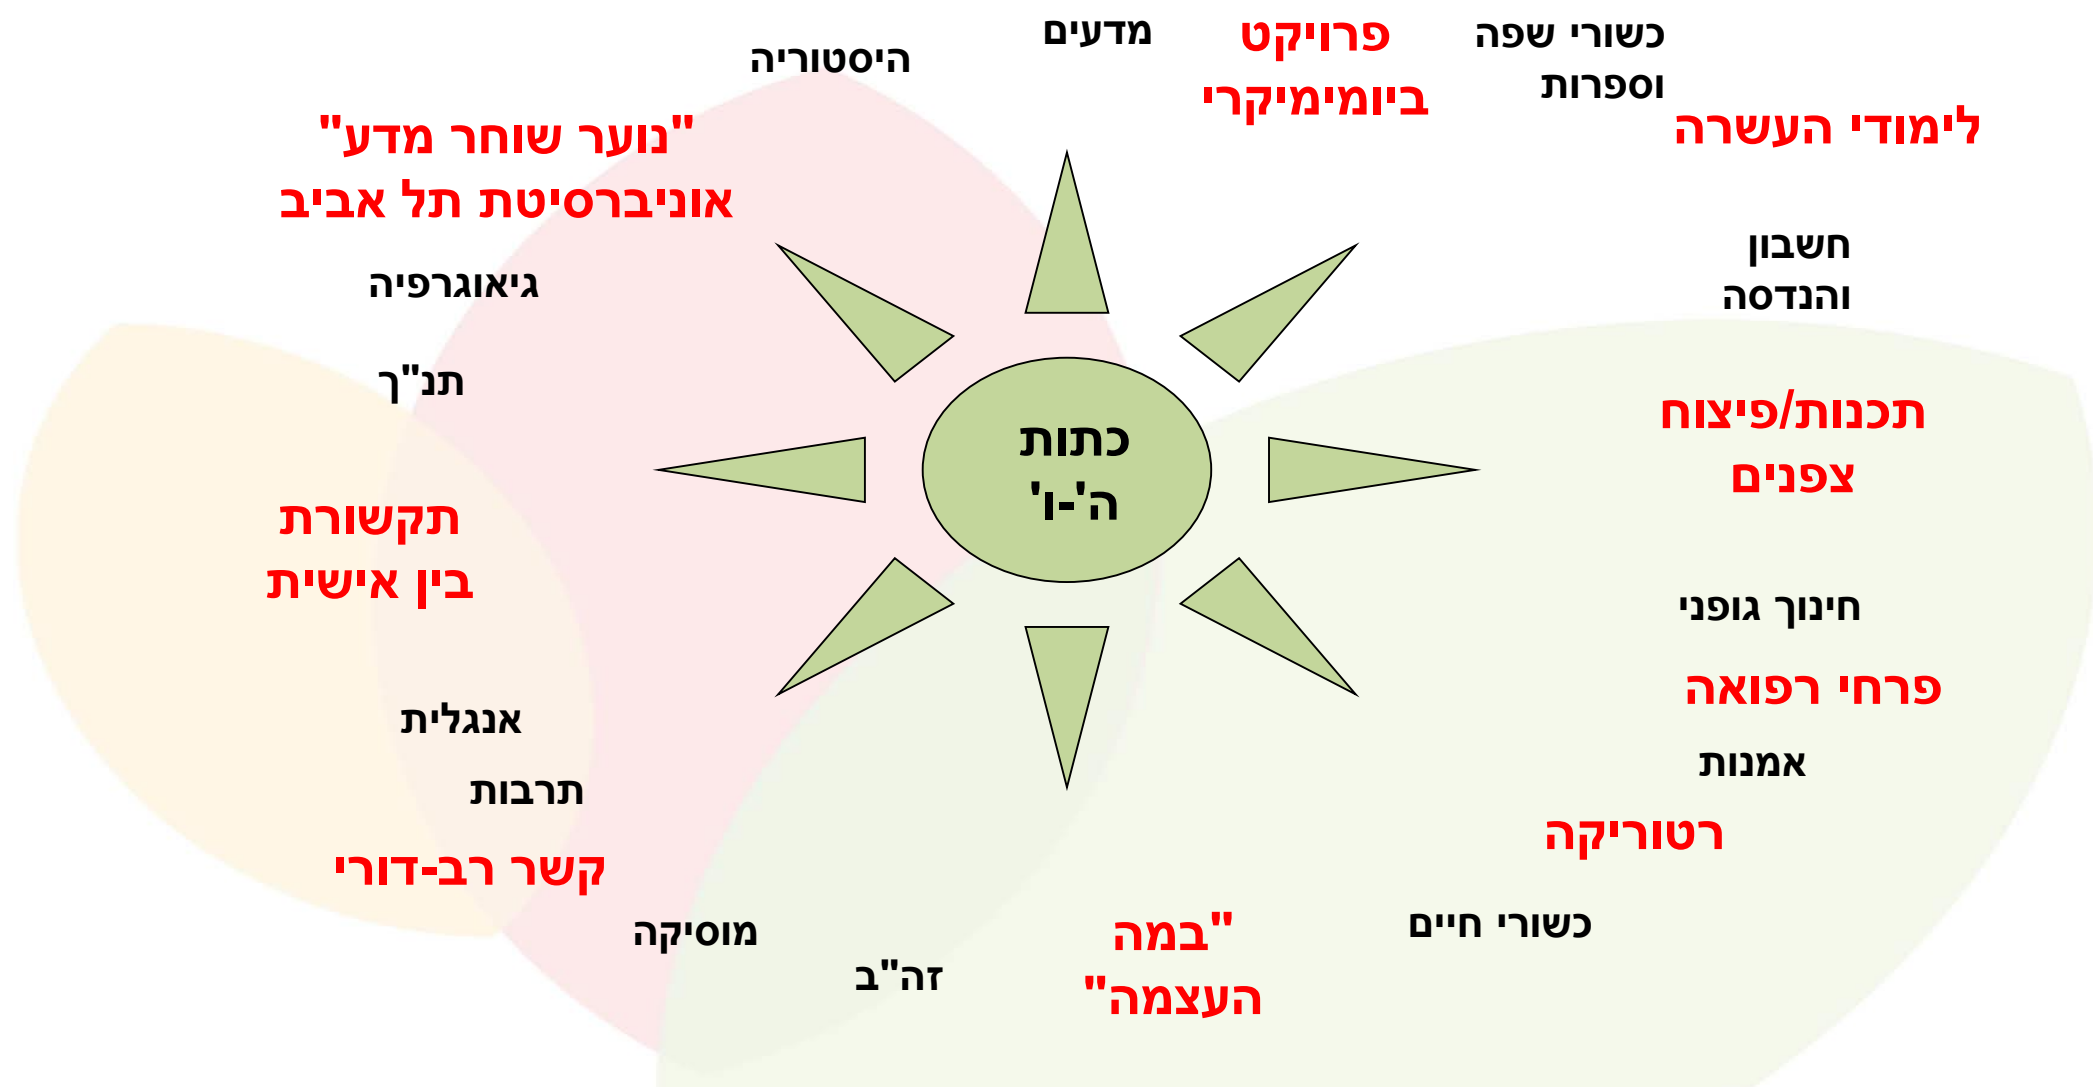 כשורי שפה
וספרות
פרויקט
ביומימיקרי
מדעים
היסטוריה
לימודי העשרה
"נוער שוחר מדע"
אוניברסיטת תל אביב
חשבון
והנדסה
גיאוגרפיה
תנ"ך
תכנות/פיצוח
צפנים
כתות
ה'-ו'
תקשורת
בין אישית
חינוך גופני
פרחי רפואה
אנגלית
אמנות
תרבות
רטוריקה
קשר רב-דורי
כשורי חיים
"במה
העצמה"
מוסיקה
זה"ב